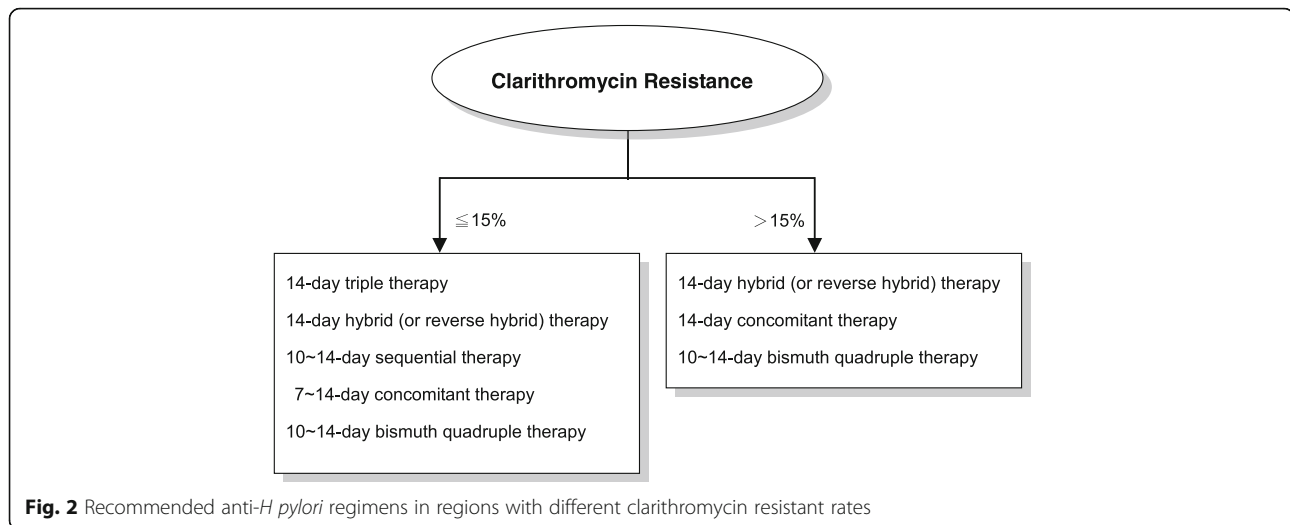 Clarithromycin Resistance
≦15%
>15%
14-day triple therapy
14-day hybrid (or reverse hybrid) therapy
10~14-day sequential therapy
7~14-day concomitant therapy
10~14-day bismuth quadruple therapy
14-day hybrid (or reverse hybrid) therapy
14-day concomitant therapy
10~14-day bismuth quadruple therapy
Fig. 2 Recommended anti-H pylori regimens in regions with different clarithromycin resistant rates